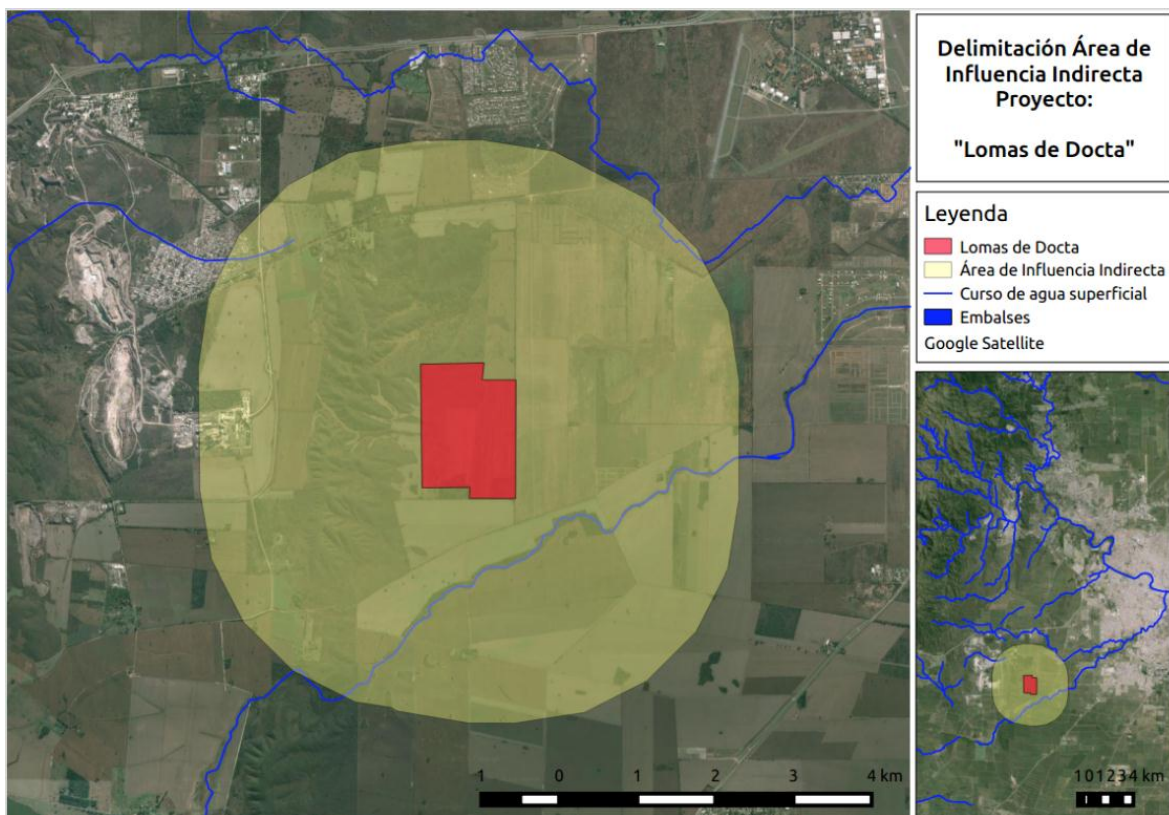 Delimitación Área de
Influencia Indirecta
Proyecto:
"Lomas de Docta"
Leyenda
Lomas de Docta
Área de Influencia Indirecta
Curso de agua superficial
Embalses
Google Satellite
1 0 1 2 3 4 km
1 0 1 2 3 4 km